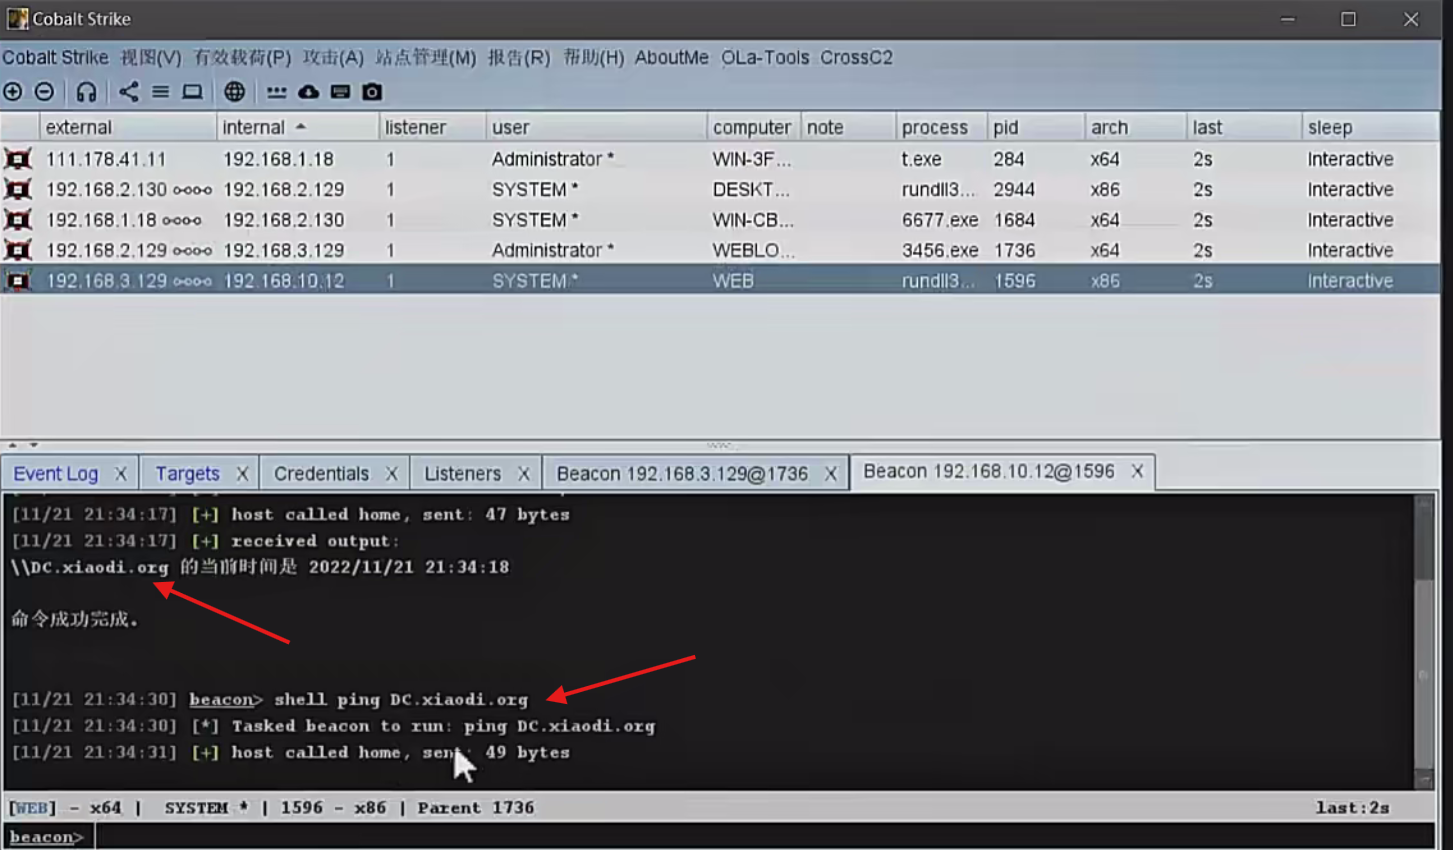 Cobalt Strike
Cobalt Strike 视图(V) 有效载荷(P) 攻击(A) 站点管理(M) 报告(R) 帮助(H) AboutMe OLa-Tools CrossC2
external internal listener user computer note process pid arch last sleep
111.178.41.11 192.168.1.18 1 Administrator * WIN-3F... t.exe 284 x64 2s Interactive
192.168.2.130 192.168.2.129 1 SYSTEM * DESKT... rundll3... 2944 x86 2s Interactive
192.168.1.18 192.168.2.130 1 SYSTEM * WIN-CB... 6677.exe 1684 x64 2s Interactive
192.168.2.129 192.168.3.129 1 Administrator * WEBLO... 3456.exe 1736 x64 2s Interactive
192.168.3.129 192.168.10.12 1 SYSTEM * WEB rundll3... 1596 x86 2s Interactive
Event Log X Targets X Credentials X Listeners X Beacon 192.168.3.129@1736 X Beacon 192.168.10.12@1596 X
[11/21 21:34:17] [+] host called home, sent: 47 bytes
[11/21 21:34:17] [+] received output:
\\DC.xiaodi.org 的当前时间是 2022/11/21 21:34:18
命令成功完成。
[11/21 21:34:30] beacon> shell ping DC.xiaodi.org
[11/21 21:34:30] [*] Tasked beacon to run: ping DC.xiaodi.org
[11/21 21:34:31] [+] host called home, sent: 49 bytes
[WEB] - x64 | SYSTEM * | 1596 - x86 | Parent 1736 last:2s
beacon>